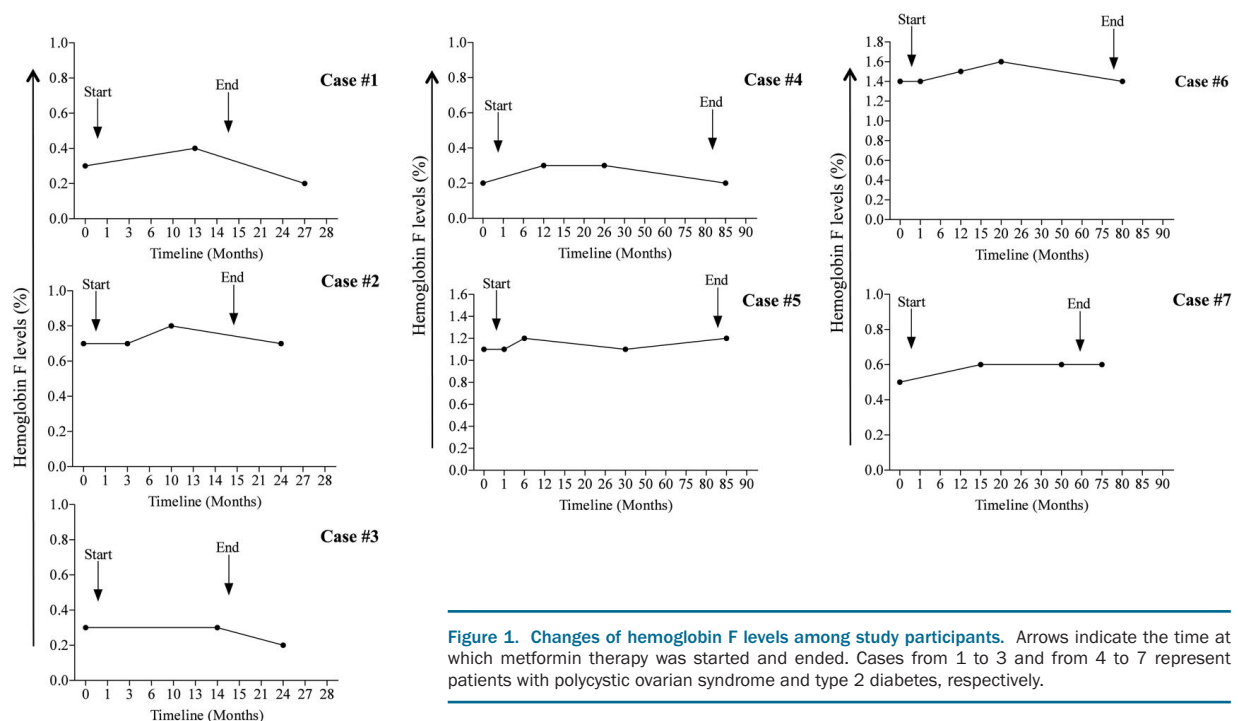 Hemoglobin F levels (%)
Case #1
Start
End
1.0
0.8
0.6
0.4
0.2
0.0
0 1 3 6 10 13 14 15 21 24 27 28
Timeline (Months)
Case #2
Start
End
1.0
0.8
0.6
0.4
0.2
0.0
0 1 3 6 10 13 14 15 21 24 27 28
Timeline (Months)
Case #3
Start
End
1.0
0.8
0.6
0.4
0.2
0.0
0 1 3 6 10 13 14 15 21 24 27 28
Timeline (Months)
Hemoglobin F levels (%)
Case #4
Start
End
1.0
0.8
0.6
0.4
0.2
0.0
0 1 6 12 15 20 26 30 50 60 75 80 85 90
Timeline (Months)
Case #5
Start
End
1.6
1.4
1.2
1.0
0.8
0.6
0.4
0.2
0.0
0 1 6 12 15 20 26 30 50 60 75 80 85 90
Timeline (Months)
Hemoglobin F levels (%)
Case #6
Start
End
1.8
1.6
1.4
1.2
1.0
0.8
0.6
0.4
0.2
0.0
0 1 6 12 15 20 26 30 50 60 75 80 85 90
Timeline (Months)
Case #7
Start
End
1.0
0.8
0.6
0.4
0.2
0.0
0 1 6 12 15 20 26 30 50 60 75 80 85 90
Timeline (Months)
Figure 1. Changes of hemoglobin F levels among study participants. Arrows indicate the time at
which metformin therapy was started and ended. Cases from 1 to 3 and from 4 to 7 represent
patients with polycystic ovarian syndrome and type 2 diabetes, respectively.